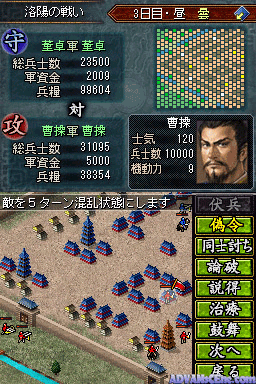 洛陽の戦い
3日目・昼 曇
守 董卓軍 董卓
総兵士数 23500
軍資金 2009
兵糧 99604
対
攻 曹操軍 曹操
総兵士数 31095
軍資金 5000
兵糧 38354
曹操
士気 120
兵士数 10000
機動力 9
敵を5ターン混乱状態にします
伏兵
偽令
同士討ち
論破
説得
治療
鼓舞
次へ
戻る
ADVANsCEne.com